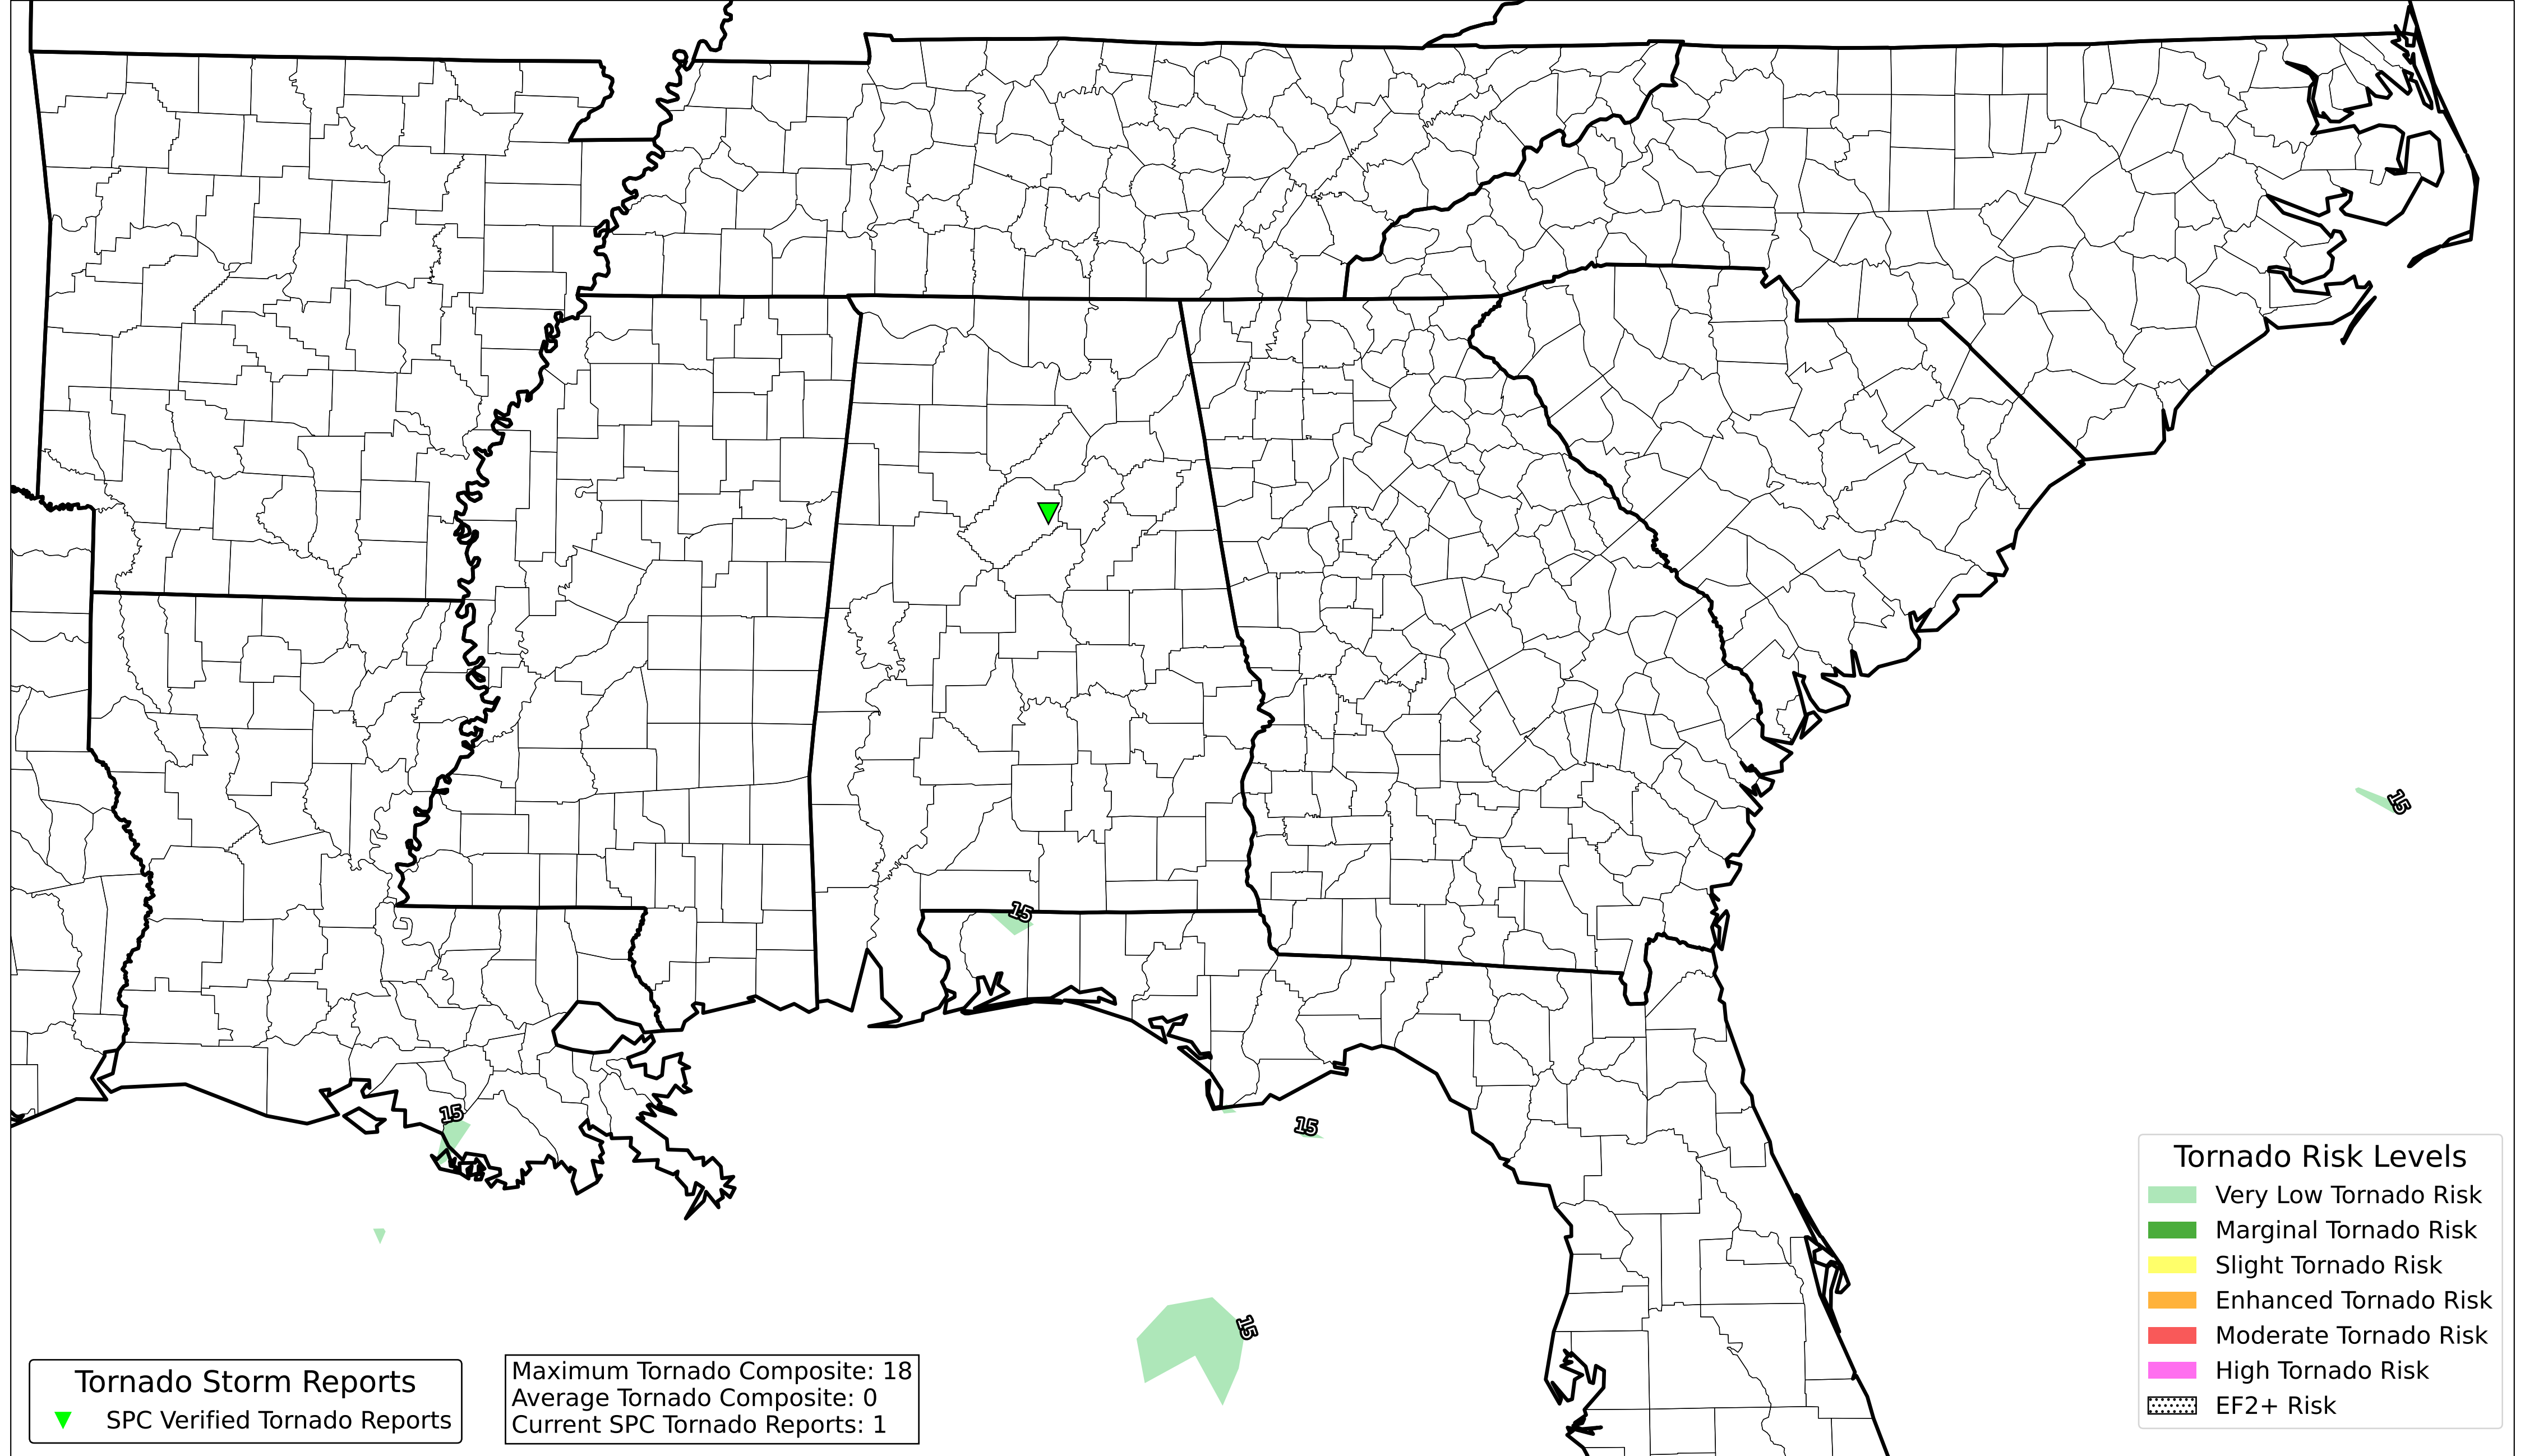 15
15
15
15
15
Tornado Risk Levels
Very Low Tornado Risk
Marginal Tornado Risk
Slight Tornado Risk
Enhanced Tornado Risk
Moderate Tornado Risk
High Tornado Risk
EF2+ Risk
Tornado Storm Reports
SPC Verified Tornado Reports
Maximum Tornado Composite: 18
Average Tornado Composite: 0
Current SPC Tornado Reports: 1